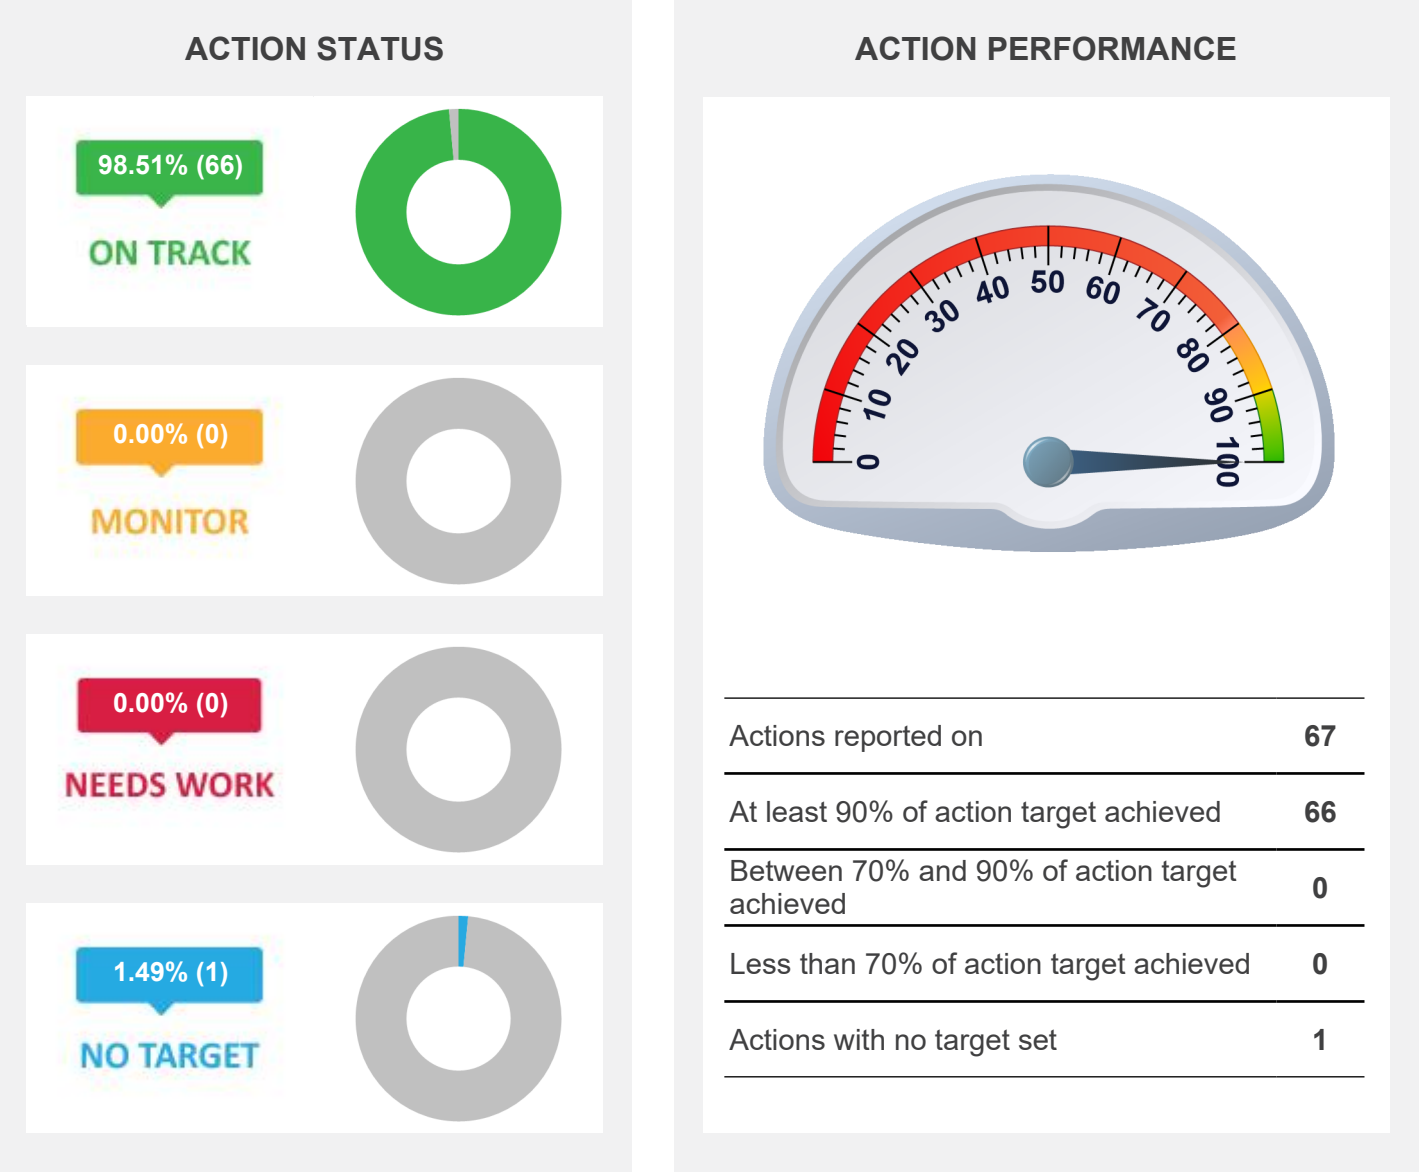 ACTION STATUS
98.51% (66)
ON TRACK
0.00% (0)
MONITOR
0.00% (0)
NEEDS WORK
1.49% (1)
NO TARGET
ACTION PERFORMANCE
0
10
20
30
40
50
60
70
80
90
100
Actions reported on 67
At least 90% of action target achieved 66
Between 70% and 90% of action target
achieved 0
Less than 70% of action target achieved 0
Actions with no target set 1